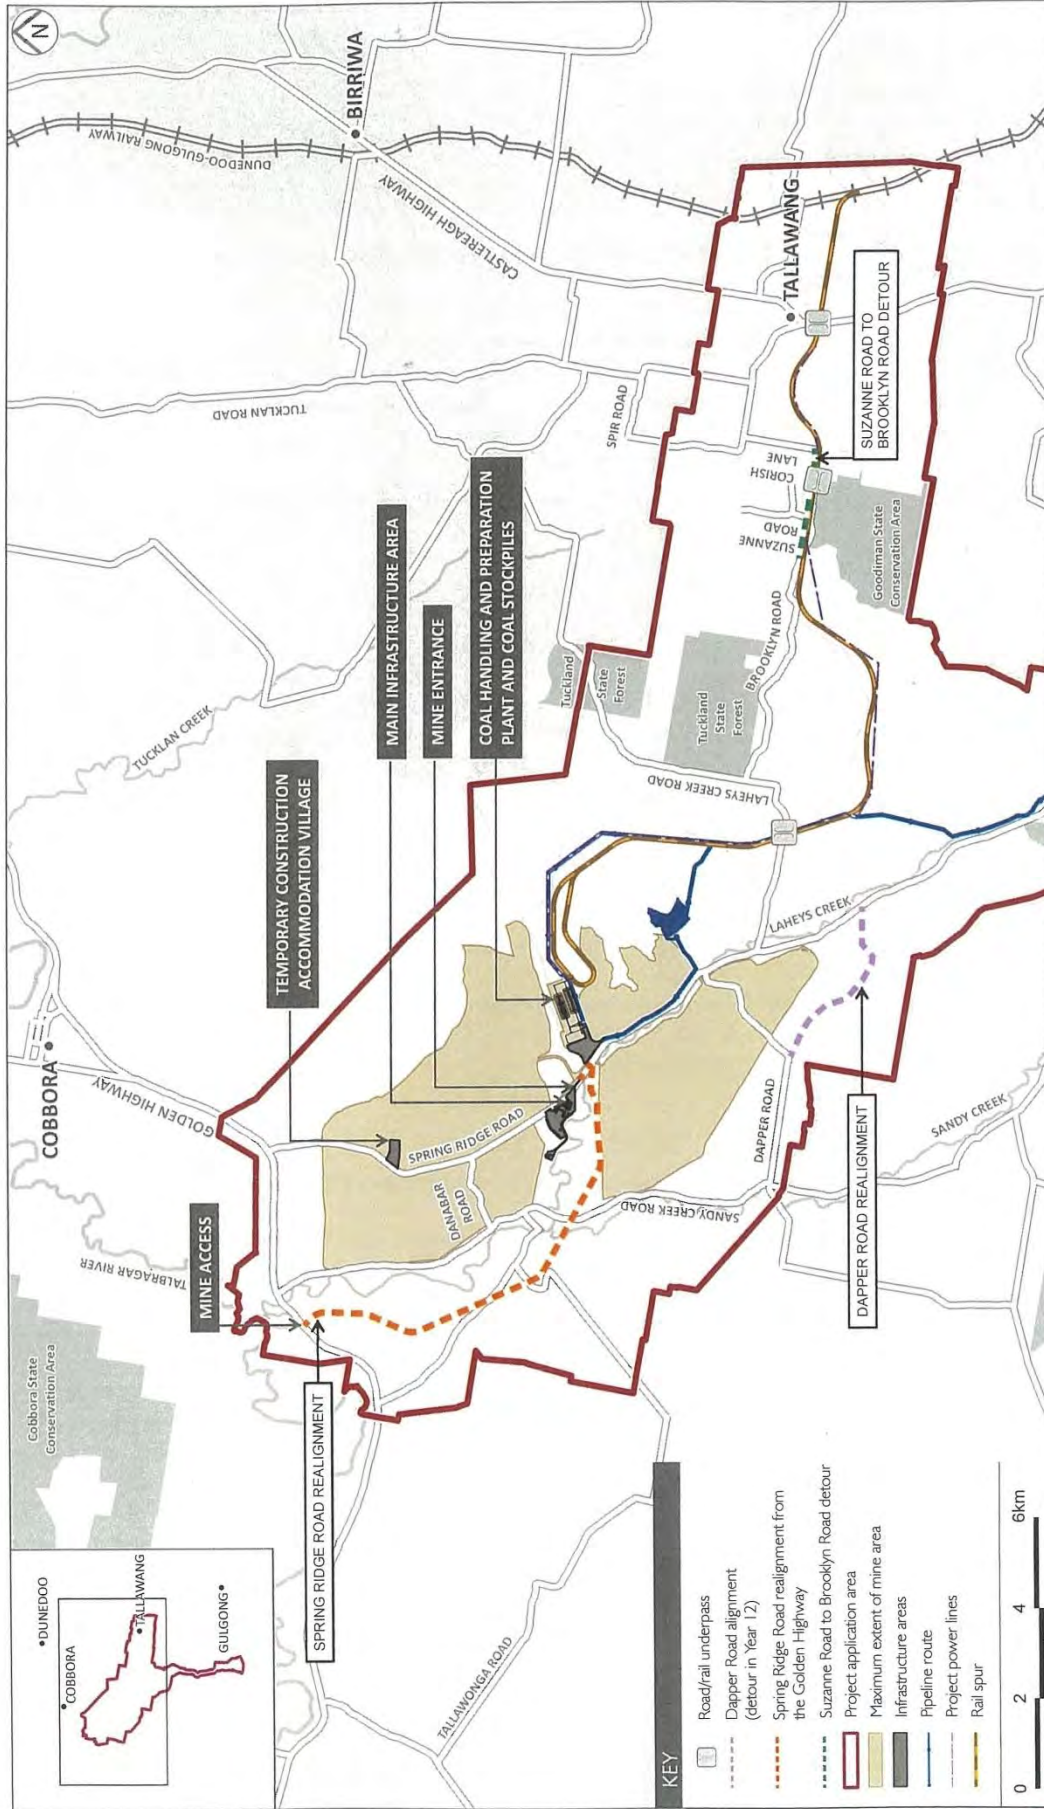 N
COBBORA
BIRRIWA
TALLAWANG
DUNEDOO-GULGONG RAILWAY
CASTLEREAGH HIGHWAY
TUCKLAN ROAD
TUCKLAN CREEK
SPIR ROAD
CORISH
LANE
SUZANNE
ROAD
BROOKLYN ROAD
SUZANNE ROAD TO
BROOKLYN ROAD DETOUR
Goodiman State
Conservation Area
Tuckland
State
Forest
Tuckland
State
Forest
LAHEYS CREEK ROAD
LAHEYS CREEK
TEMPORARY CONSTRUCTION
ACCOMMODATION VILLAGE
MAIN INFRASTRUCTURE AREA
MINE ENTRANCE
COAL HANDLING AND PREPARATION
PLANT AND COAL STOCKPILES
GOLDEN HIGHWAY
SPRING RIDGE ROAD
DANABAR
ROAD
SANDY CREEK ROAD
DAPPER ROAD
SANDY CREEK
DAPPER ROAD REALIGNMENT
TALBRAGAR RIVER
MINE ACCESS
SPRING RIDGE ROAD REALIGNMENT
Cobbora State
Conservation Area
TALLAWONGA ROAD
DUNEDOO
COBBORA
TALLAWANG
GULGONG
KEY
Road/rail underpass
Dapper Road alignment
(detour in Year 12)
Spring Ridge Road realignment from
the Golden Highway
Suzanne Road to Brooklyn Road detour
Project application area
Maximum extent of mine area
Infrastructure areas
Pipeline route
Project power lines
Rail spur
0 2 4 6km